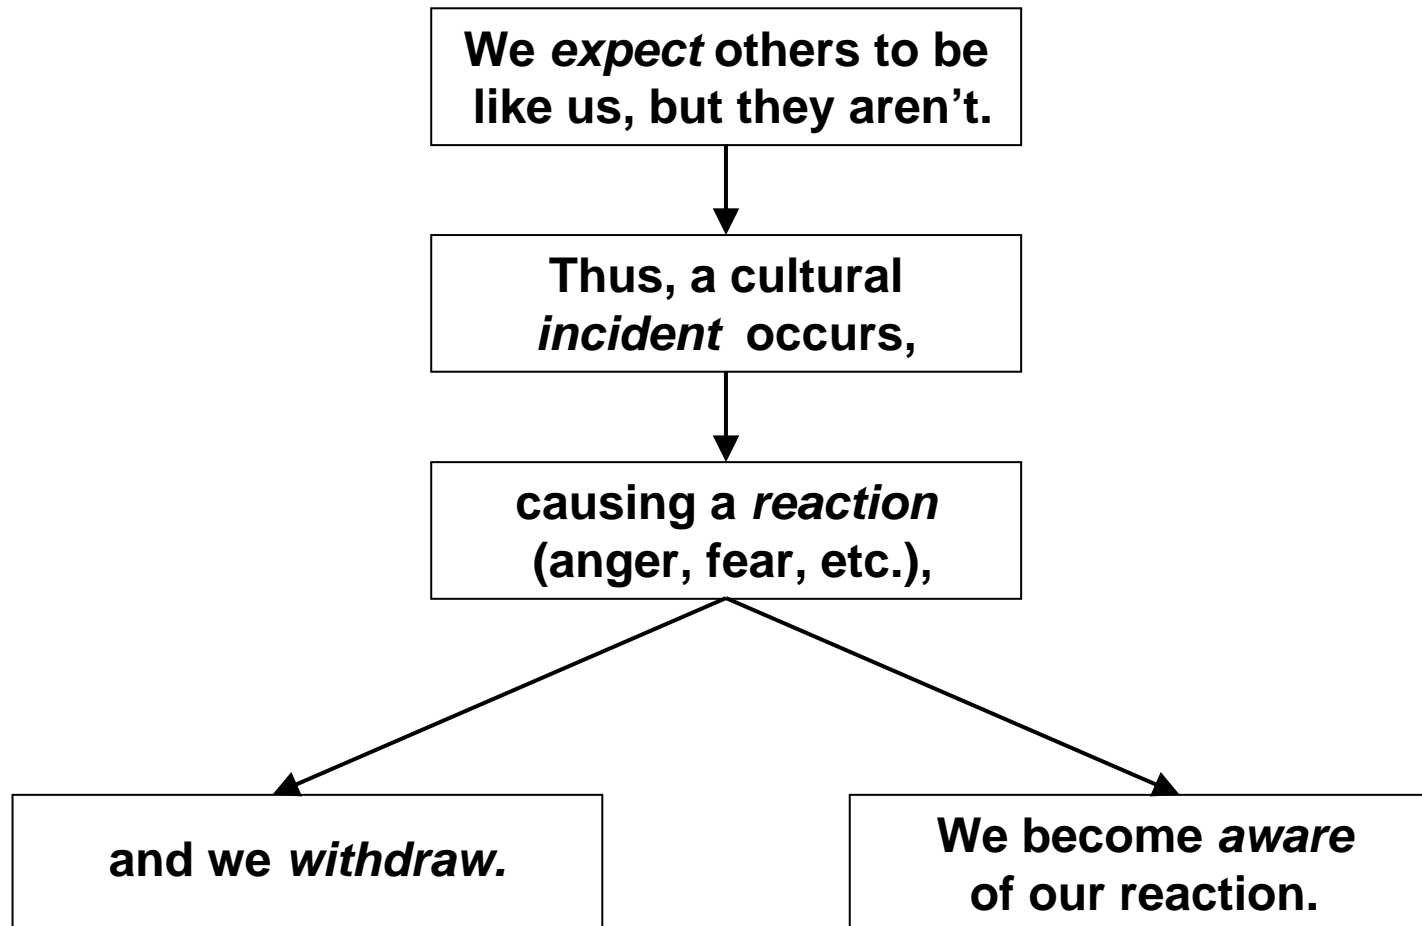 We expect others to be
like us, but they aren’t.
Thus, a cultural
incident occurs,
causing a reaction
(anger, fear, etc.),
and we withdraw.
We become aware
of our reaction.